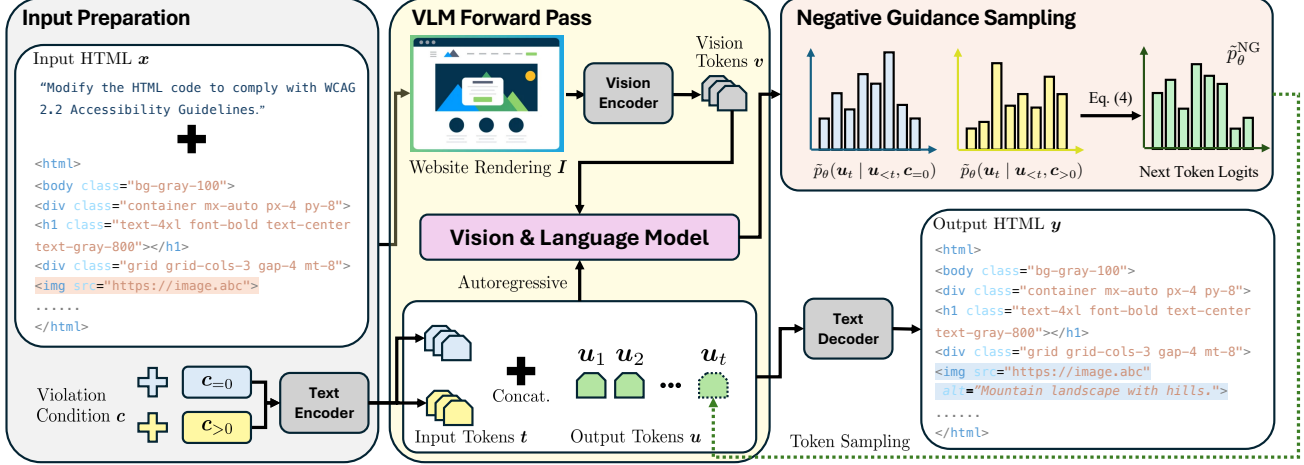 Input Preparation
Input HTML x
“Modify the HTML code to comply with WCAG
2.2 Accessibility Guidelines.”
<html>
<body class="bg-gray-100">
<div class="container mx-auto px-4 py-8">
<h1 class="text-4xl font-bold text-center
text-gray-800"></h1>
<div class="grid grid-cols-3 gap-4 mt-8">
<img src="https://image.abc">
......
</html>
Violation
Condition c
c=0
c>0
Text
Encoder
VLM Forward Pass
Website Rendering I
Vision
Encoder
Vision
Tokens v
Vision & Language Model
Autoregressive
Concat.
u1 u2 ••• ut
Input Tokens t
Output Tokens u
Negative Guidance Sampling
p̃θ(ut | u<t, c=0)
p̃θ(ut | u<t, c>0)
Eq. (4)
p̃θNG
Next Token Logits
Text
Decoder
Token Sampling
Output HTML y
<html>
<body class="bg-gray-100">
<div class="container mx-auto px-4 py-8">
<h1 class="text-4xl font-bold text-center
text-gray-800"></h1>
<div class="grid grid-cols-3 gap-4 mt-8">
<img src="https://image.abc"
alt=”Mountain landscape with hills.">
......
</html>